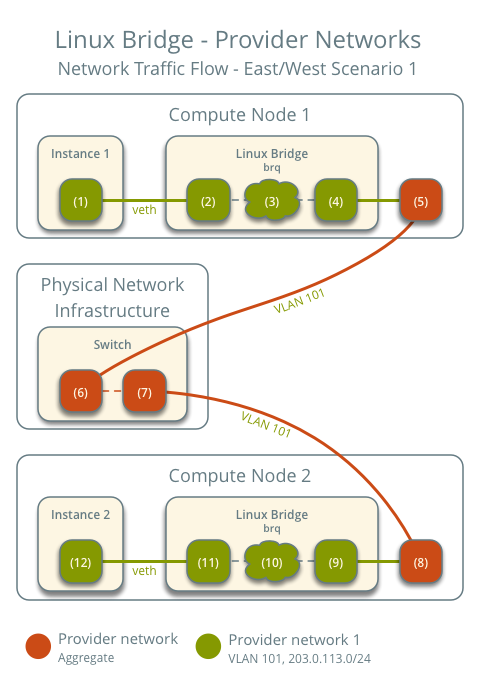 Linux Bridge - Provider Networks
Network Traffic Flow - East/West Scenario 1
Compute Node 1
Instance 1
Linux Bridge
brq
(1)
(2)
(3)
(4)
(5)
veth
VLAN 101
Physical Network
Infrastructure
Switch
(6)
(7)
VLAN 101
Compute Node 2
Instance 2
Linux Bridge
brq
(12)
(11)
(10)
(9)
(8)
veth
Provider network
Aggregate
Provider network 1
VLAN 101, 203.0.113.0/24